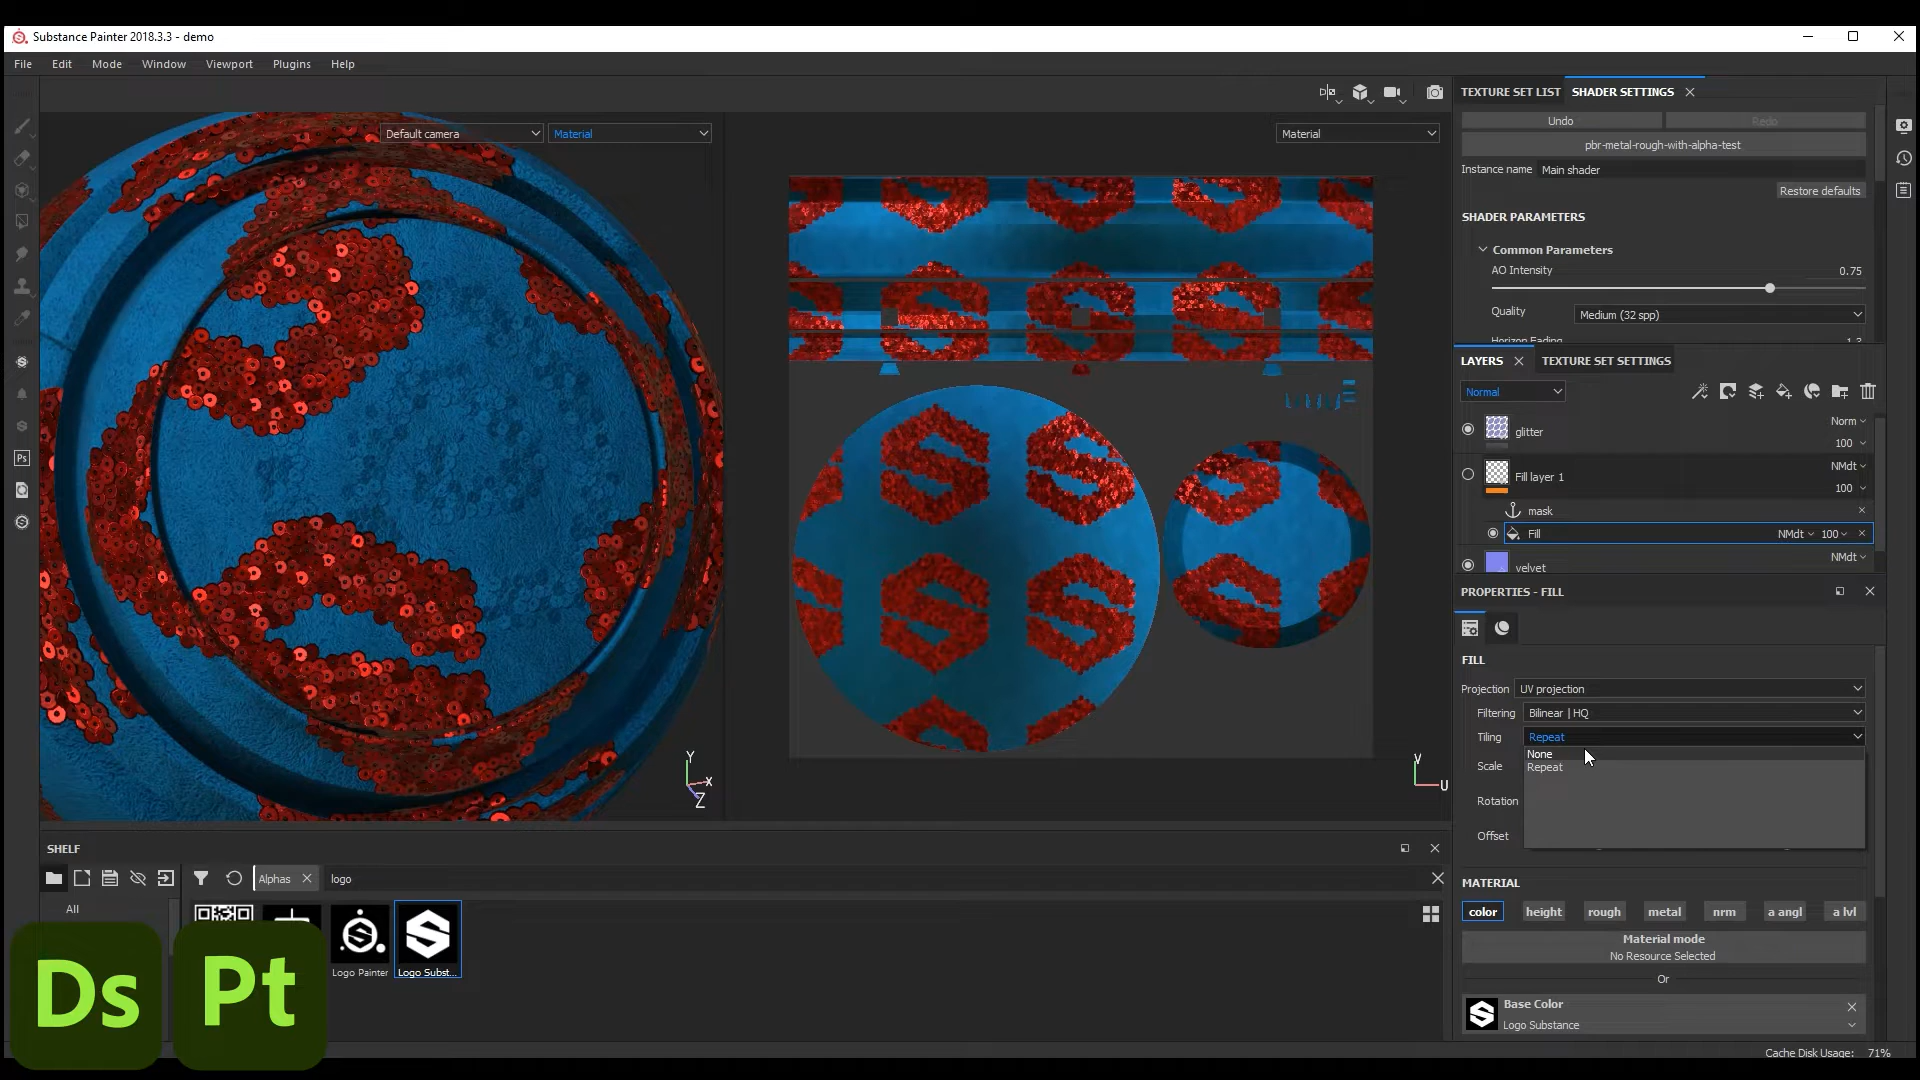 Substance Painter 2018.3.3 - demo
File Edit Mode Window Viewport Plugins Help
TEXTURE SET LIST SHADER SETTINGS
Undo Redo
pbr-metal-rough-with-alpha-test
Instance name Main shader
Restore defaults
SHADER PARAMETERS
Common Parameters
AO Intensity 0.75
Quality Medium (32 spp)
Horizon Fading 1.3
Default camera Material
Material
LAYERS TEXTURE SET SETTINGS
Normal
glitter Norm
100
Fill layer 1 NMdt
100
mask
Fill NMdt 100
velvet NMdt
PROPERTIES - FILL
FILL
Projection UV projection
Filtering Bilinear | HQ
Tiling Repeat
None
Repeat
Scale
Rotation
Offset
MATERIAL
color height rough metal nrm a angl a lvl
Material mode
No Resource Selected
Or
Base Color
Logo Substance
Cache Disk Usage: 71%
Y
X
Z
V
U
Ps
SHELF
Alphas logo
All
Logo Painter Logo Subst...
Ds Pt